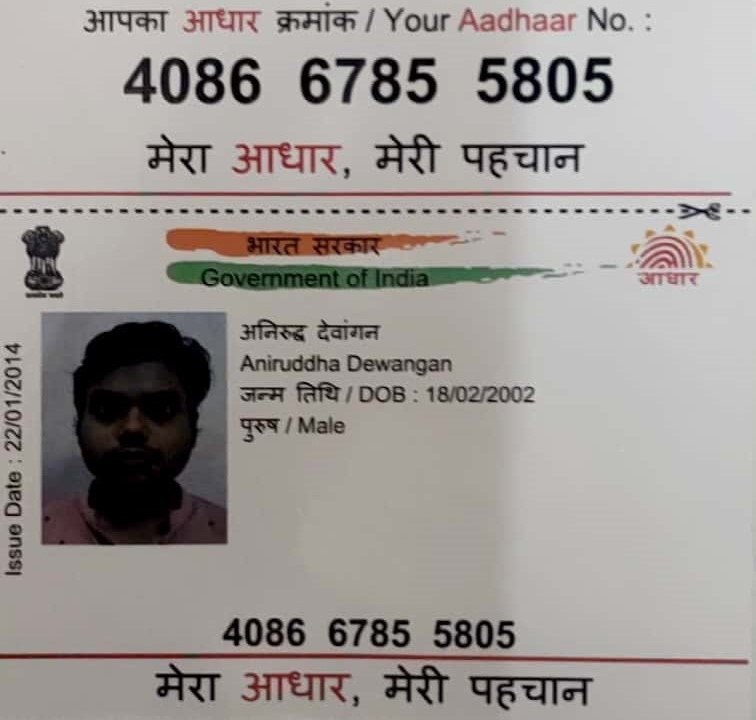 आपका आधार क्रमांक / Your Aadhaar No. :
4086 6785 5805
मेरा आधार, मेरी पहचान
भारत सरकार
Government of India
आधार
Issue Date : 22/01/2014
अनिरुद्ध देवांगन
Aniruddha Dewangan
जन्म तिथि / DOB : 18/02/2002
पुरुष / Male
4086 6785 5805
मेरा आधार, मेरी पहचान